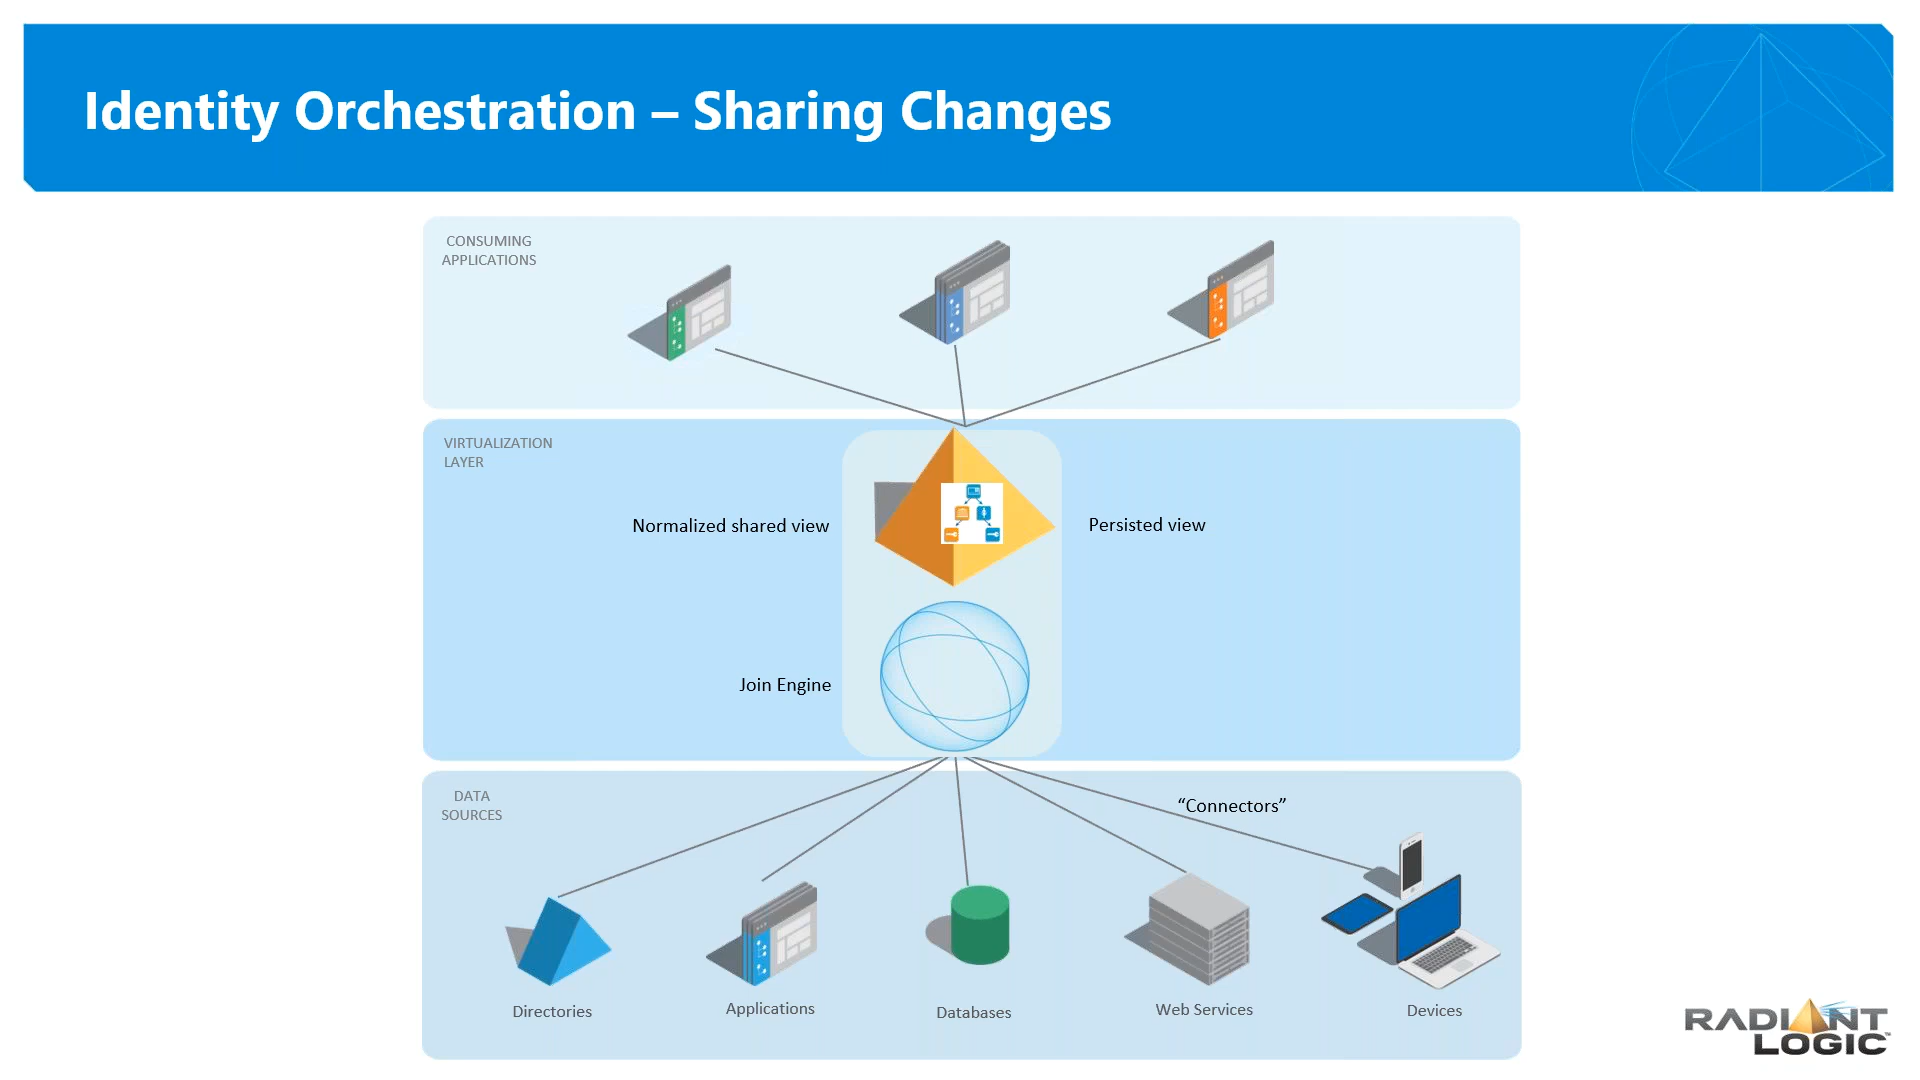 Identity Orchestration – Sharing Changes
CONSUMING
APPLICATIONS
VIRTUALIZATION
LAYER
Normalized shared view
Persisted view
Join Engine
DATA
SOURCES
“Connectors”
Directories
Applications
Databases
Web Services
Devices
RADIANT
LOGIC™